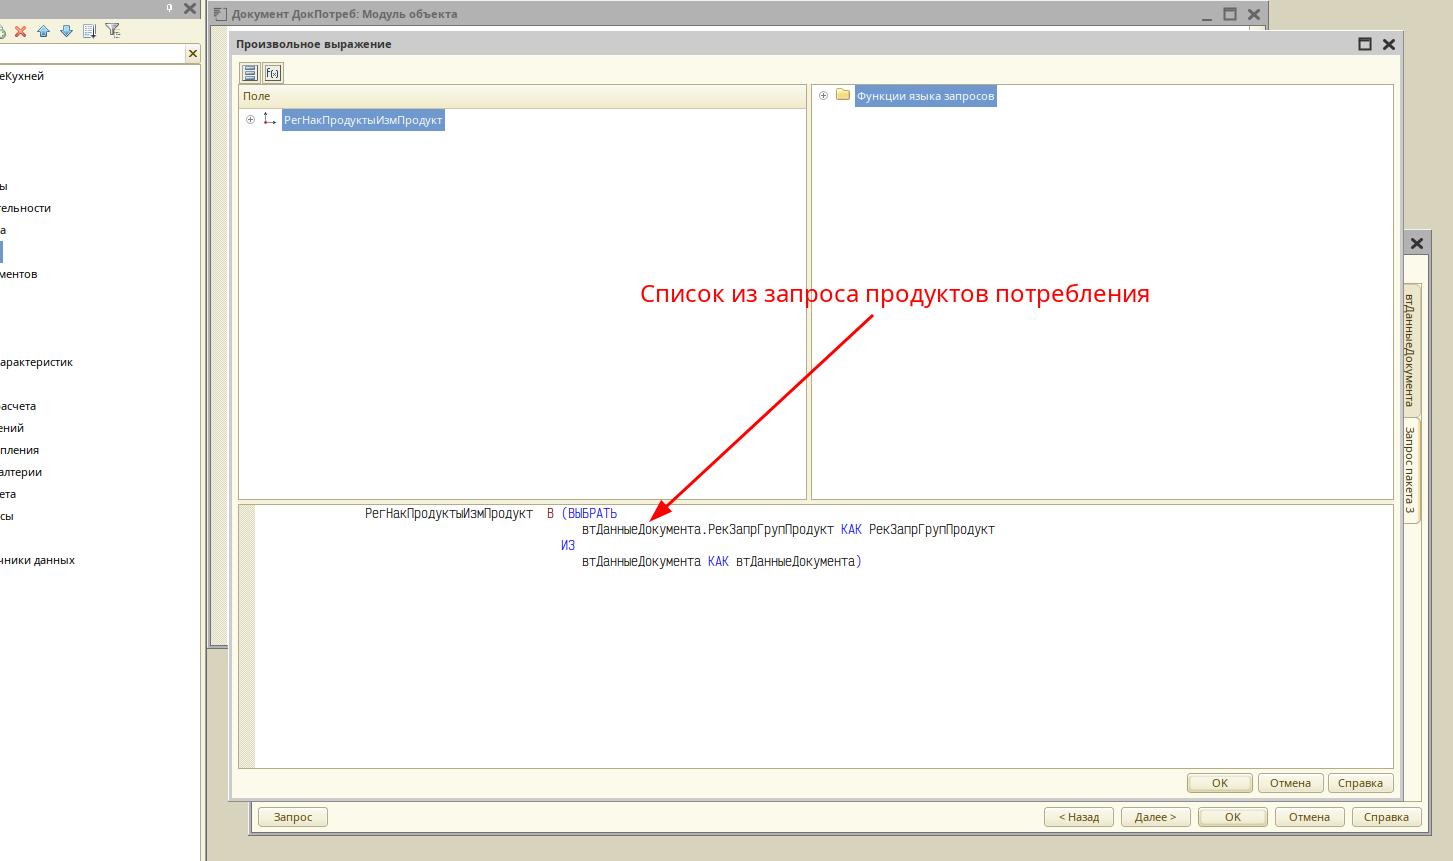 Документ ДокПотреб: Модуль объекта
Произвольное выражение
Поле
РегНакПродуктыИзмПродукт
Функции языка запросов
еКухней
ы
ельности
а
ментов
арактеристик
асчета
ений
пления
алтерии
ета
сы
чники данных
Список из запроса продуктов потребления
РегНакПродуктыИзмПродукт В (ВЫБРАТЬ
втДанныеДокумента.РекЗапрГрупПродукт КАК РекЗапрГрупПродукт
ИЗ
втДанныеДокумента КАК втДанныеДокумента)
втДанныеДокумента
Запрос пакета 3
OK
Отмена
Справка
Запрос
< Назад
Далее >
OK
Отмена
Справка